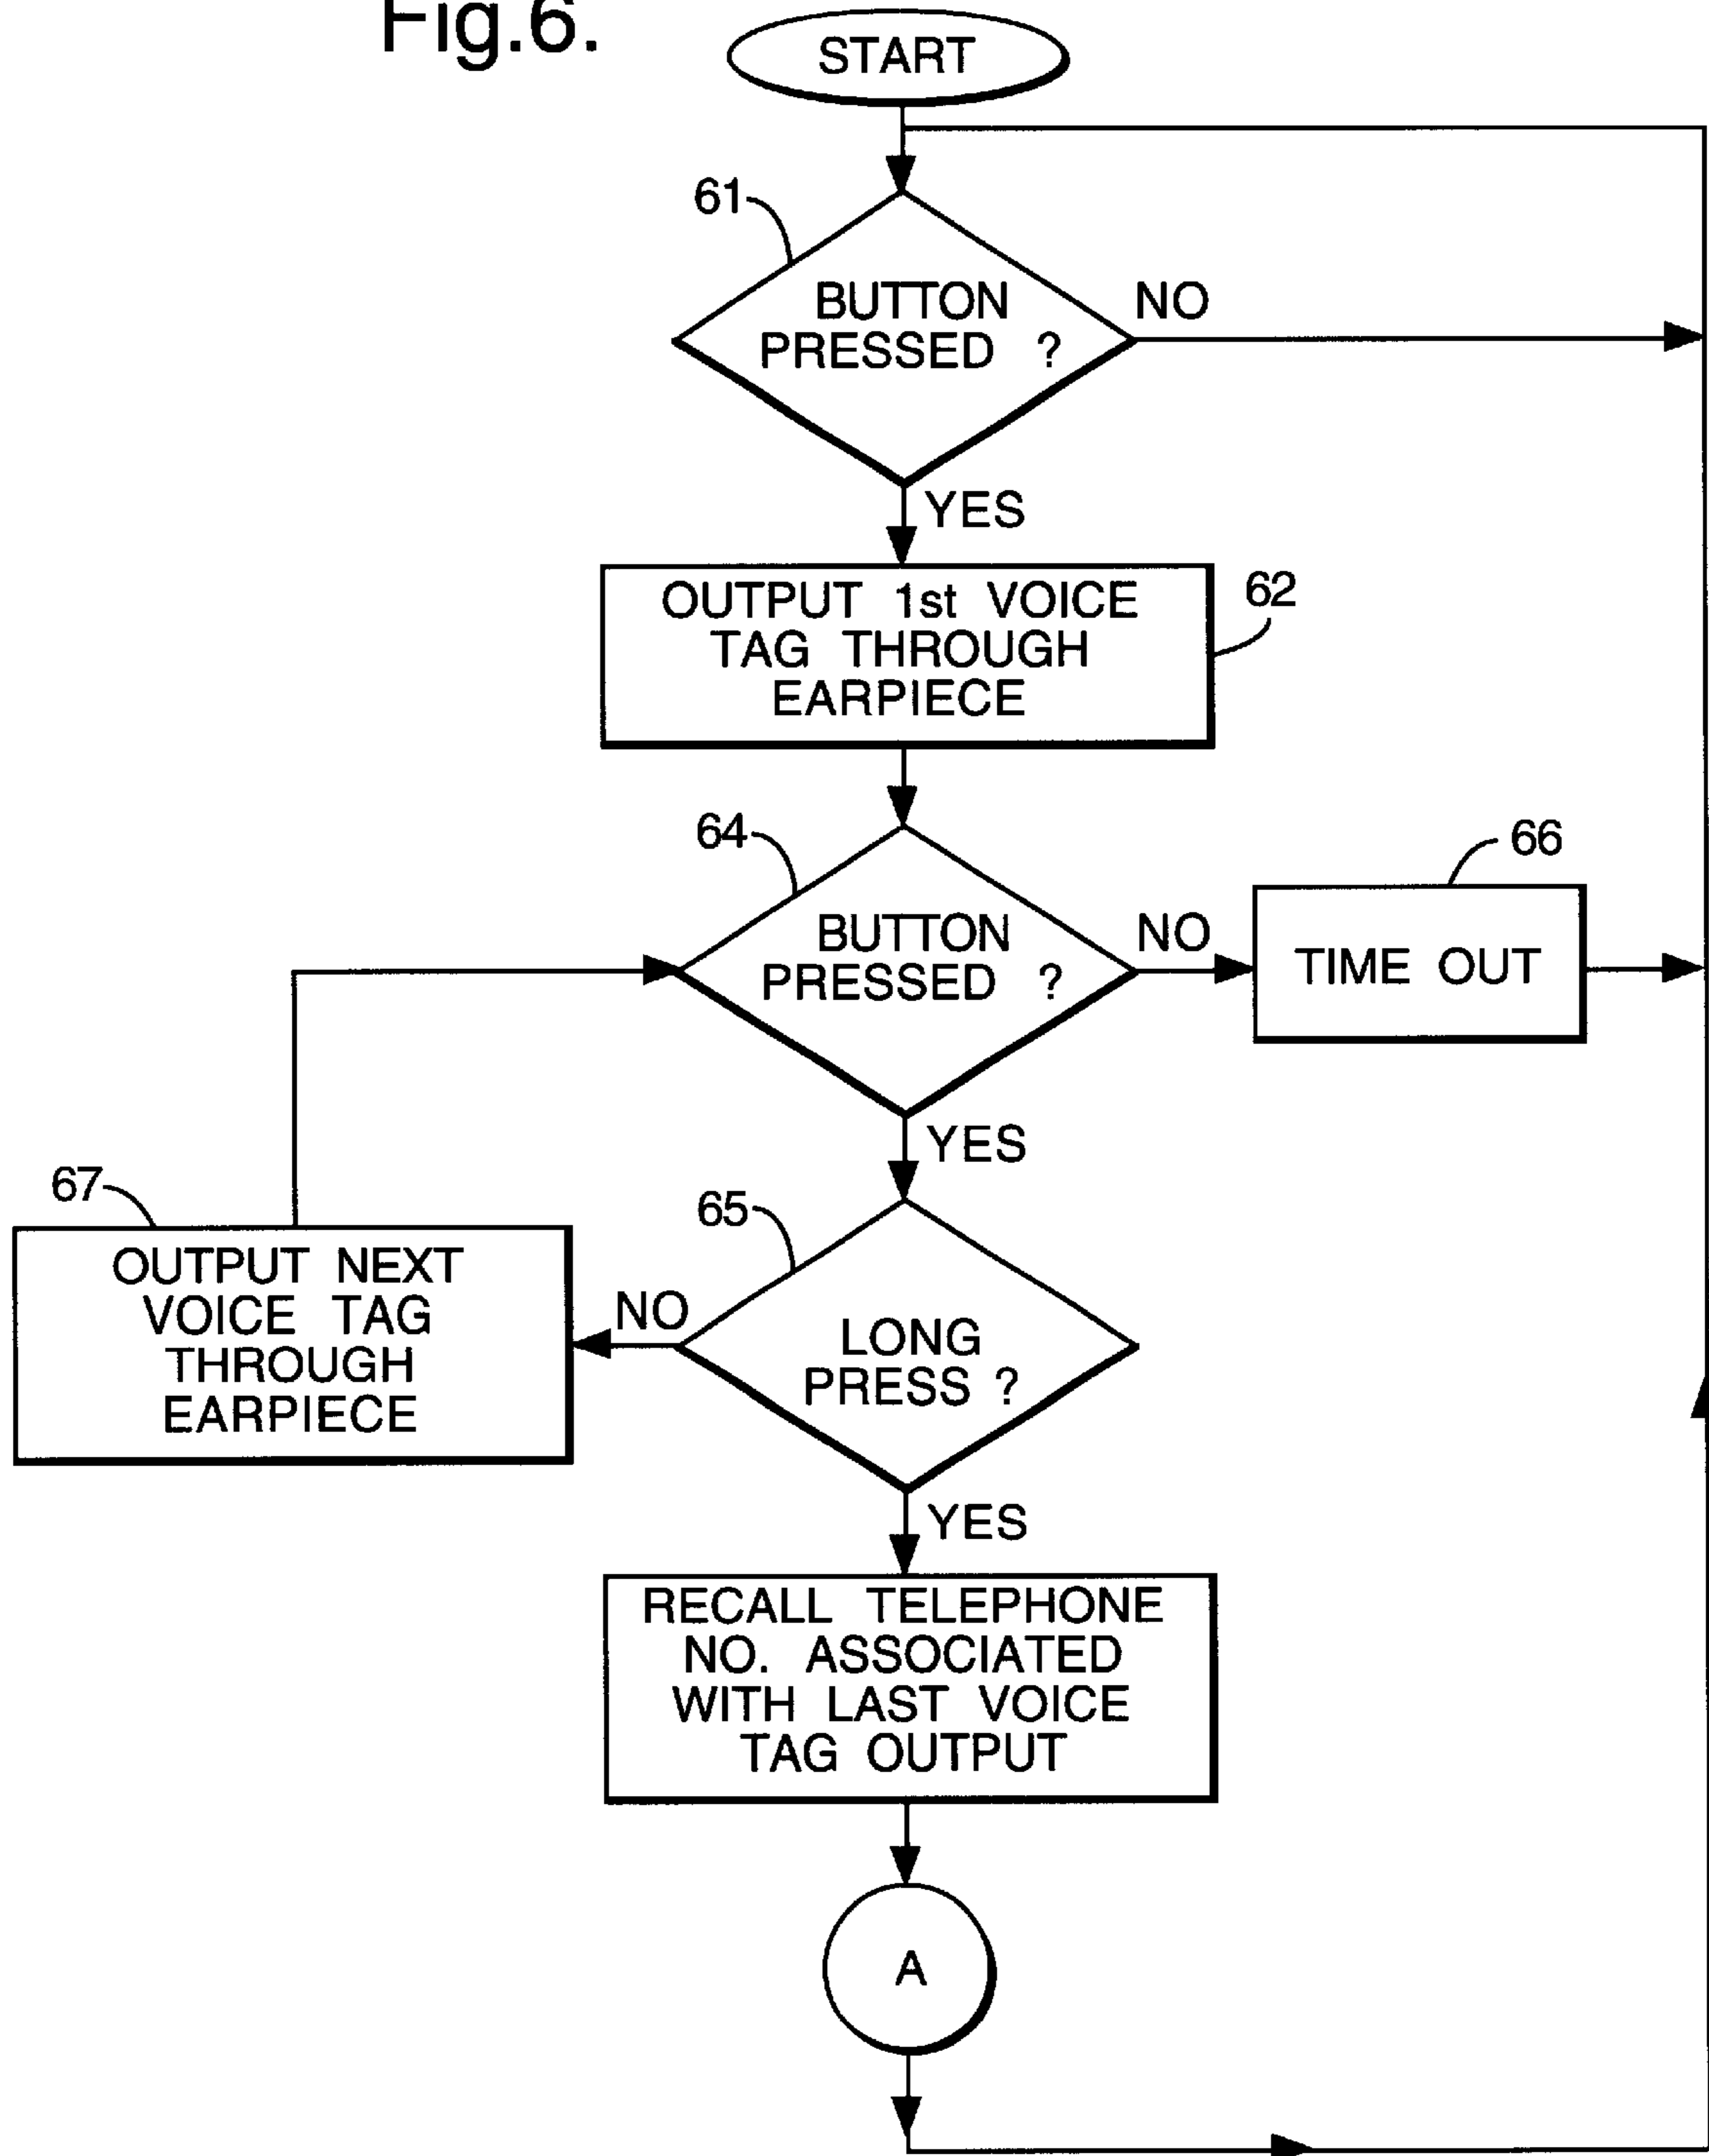 Fig.6.
START
61
BUTTON
PRESSED ?
NO
YES
OUTPUT 1st VOICE
TAG THROUGH
EARPIECE
62
64
BUTTON
PRESSED ?
NO
66
TIME OUT
YES
67
OUTPUT NEXT
VOICE TAG
THROUGH
EARPIECE
NO
65
LONG
PRESS ?
YES
RECALL TELEPHONE
NO. ASSOCIATED
WITH LAST VOICE
TAG OUTPUT
A